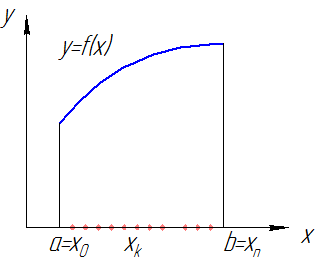 y
y=f(x)
a=x₀ xₖ b=xₙ x